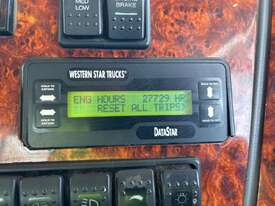 MED
LOW
BRAKE
WESTERN STAR TRUCKS
ENG HOURS 27729 HR
RESET ALL TRIPS?
DATASTAR